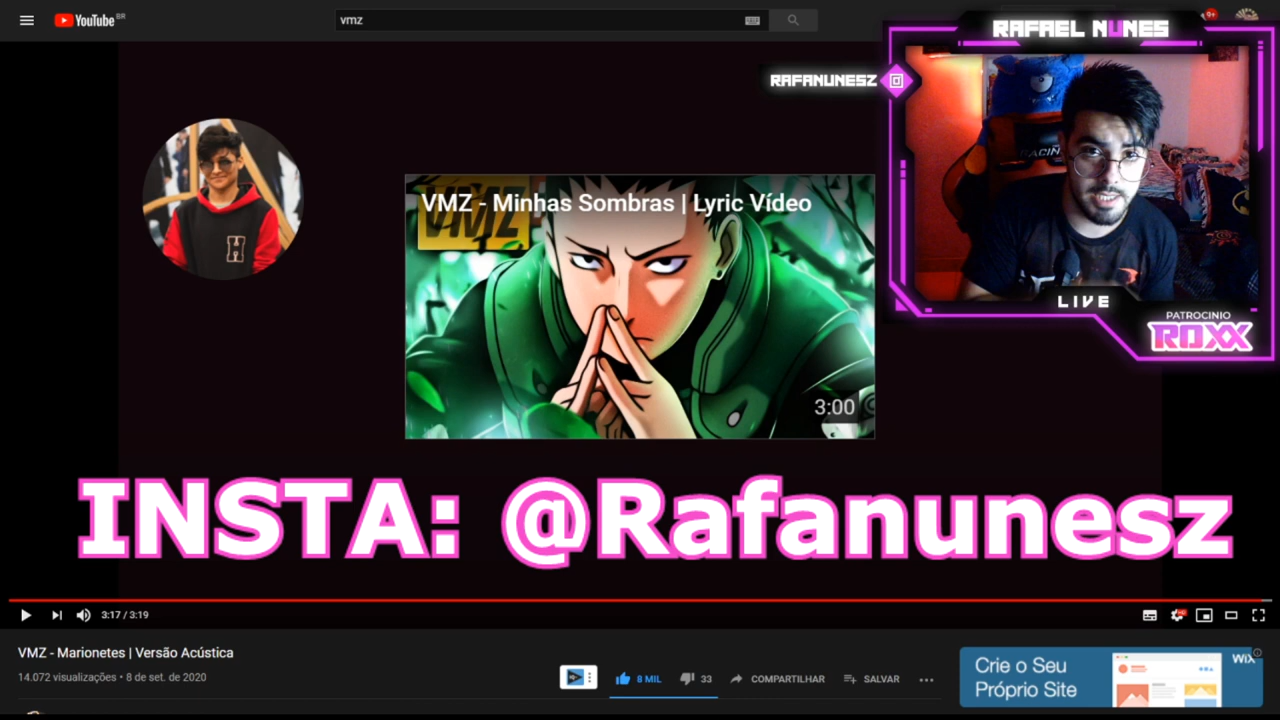 YouTube BR
vmz
9+
RAFAEL NUNES
RAFANUNESZ
VMZ
VMZ - Minhas Sombras | Lyric Vídeo
H
LIVE
PATROCINIO
ROXX
3:00
INSTA: @Rafanunesz
3:17 / 3:19
HD
VMZ - Marionetes | Versão Acústica
14.072 visualizações • 8 de set. de 2020
8 MIL
33
COMPARTILHAR
SALVAR
Crie o Seu
Próprio Site
WiX